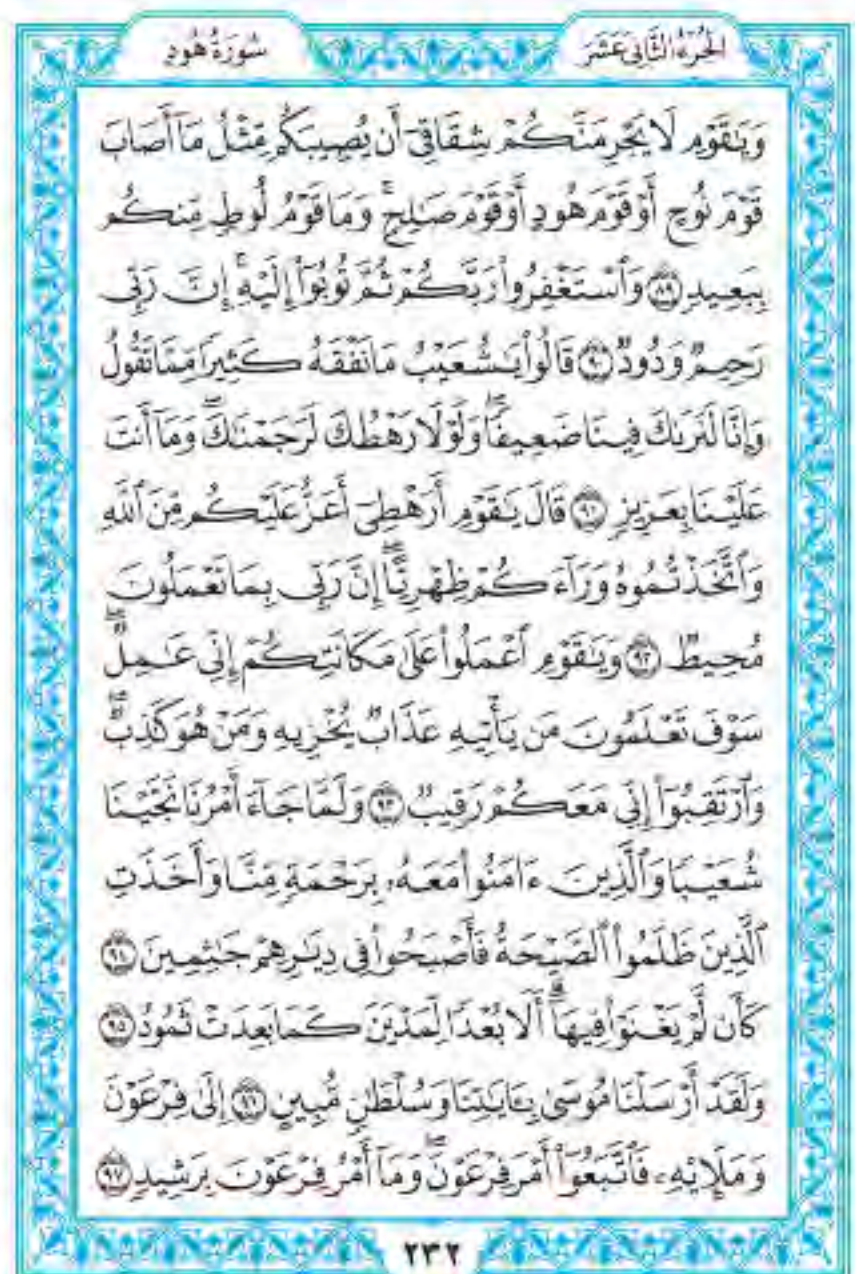 الجُزْءُ الثَّانِي عَشَرَ
سُورَةُ هُودٍ
وَيَٰقَوْمِ لَا يَجْرِمَنَّكُمْ شِقَاقِىٓ أَن يُصِيبَكُم مِّثْلُ مَآ أَصَابَ
قَوْمَ نُوحٍ أَوْ قَوْمَ هُودٍ أَوْ قَوْمَ صَٰلِحٍ ۚ وَمَا قَوْمُ لُوطٍ مِّنكُم
بِبَعِيدٍ ٨٩ وَٱسْتَغْفِرُوا۟ رَبَّكُمْ ثُمَّ تُوبُوٓا۟ إِلَيْهِ ۚ إِنَّ رَبِّى
رَحِيمٌ وَدُودٌ ٩٠ قَالُوا۟ يَٰشُعَيْبُ مَا نَفْقَهُ كَثِيرًا مِّمَّا تَقُولُ
وَإِنَّا لَنَرَىٰكَ فِينَا ضَعِيفًا ۖ وَلَوْلَا رَهْطُكَ لَرَجَمْنَٰكَ ۖ وَمَآ أَنتَ
عَلَيْنَا بِعَزِيزٍ ٩١ قَالَ يَٰقَوْمِ أَرَهْطِىٓ أَعَزُّ عَلَيْكُم مِّنَ ٱللَّهِ
وَٱتَّخَذْتُمُوهُ وَرَآءَكُمْ ظِهْرِيًّا ۖ إِنَّ رَبِّى بِمَا تَعْمَلُونَ
مُحِيطٌ ٩٢ وَيَٰقَوْمِ ٱعْمَلُوا۟ عَلَىٰ مَكَانَتِكُمْ إِنِّى عَٰمِلٌ ۖ
سَوْفَ تَعْلَمُونَ مَن يَأْتِيهِ عَذَابٌ يُخْزِيهِ وَمَنْ هُوَ كَٰذِبٌ ۖ
وَٱرْتَقِبُوٓا۟ إِنِّى مَعَكُمْ رَقِيبٌ ٩٣ وَلَمَّا جَآءَ أَمْرُنَا نَجَّيْنَا
شُعَيْبًا وَٱلَّذِينَ ءَامَنُوا۟ مَعَهُۥ بِرَحْمَةٍ مِّنَّا وَأَخَذَتِ
ٱلَّذِينَ ظَلَمُوا۟ ٱلصَّيْحَةُ فَأَصْبَحُوا۟ فِى دِيَٰرِهِمْ جَٰثِمِينَ ٩٤
كَأَن لَّمْ يَغْنَوْا۟ فِيهَآ ۗ أَلَا بُعْدًا لِّمَدْيَنَ كَمَا بَعِدَتْ ثَمُودُ ٩٥
وَلَقَدْ أَرْسَلْنَا مُوسَىٰ بِـَٔايَٰتِنَا وَسُلْطَٰنٍ مُّبِينٍ ٩٦ إِلَىٰ فِرْعَوْنَ
وَمَلَإِي۟هِۦ فَٱتَّبَعُوٓا۟ أَمْرَ فِرْعَوْنَ ۖ وَمَآ أَمْرُ فِرْعَوْنَ بِرَشِيدٍ ٩٧
٢٣٢